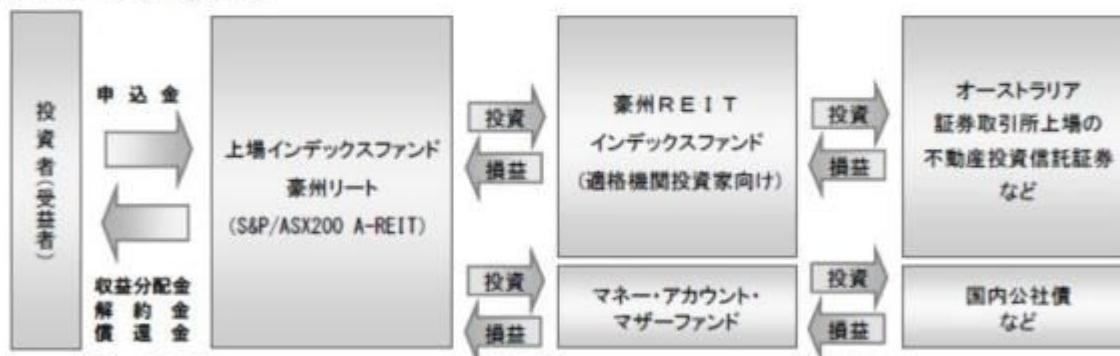 投資者(受益者)
申込金
収益分配金
解約金
償還金
上場インデックスファンド
豪州リート
(S&P/ASX200 A-REIT)
投資
損益
投資
損益
豪州REIT
インデックスファンド
(適格機関投資家向け)
マネー・アカウント・
マザーファンド
投資
損益
投資
損益
オーストラリア
証券取引所上場の
不動産投資信託証券
など
国内公社債
など